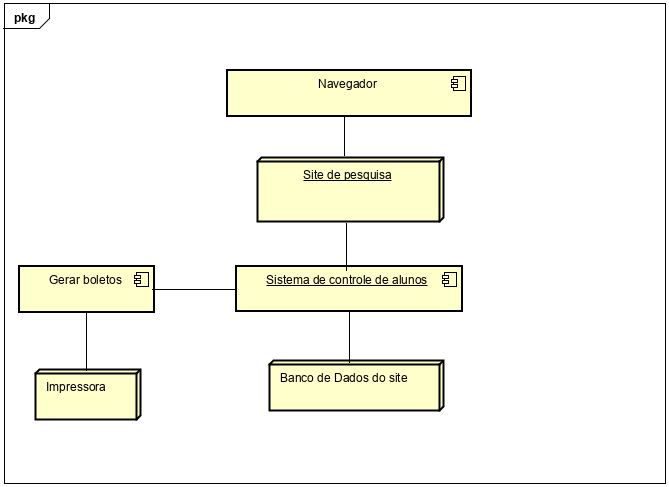 pkg
Navegador
Site de pesquisa
Gerar boletos
Sistema de controle de alunos
Impressora
Banco de Dados do site